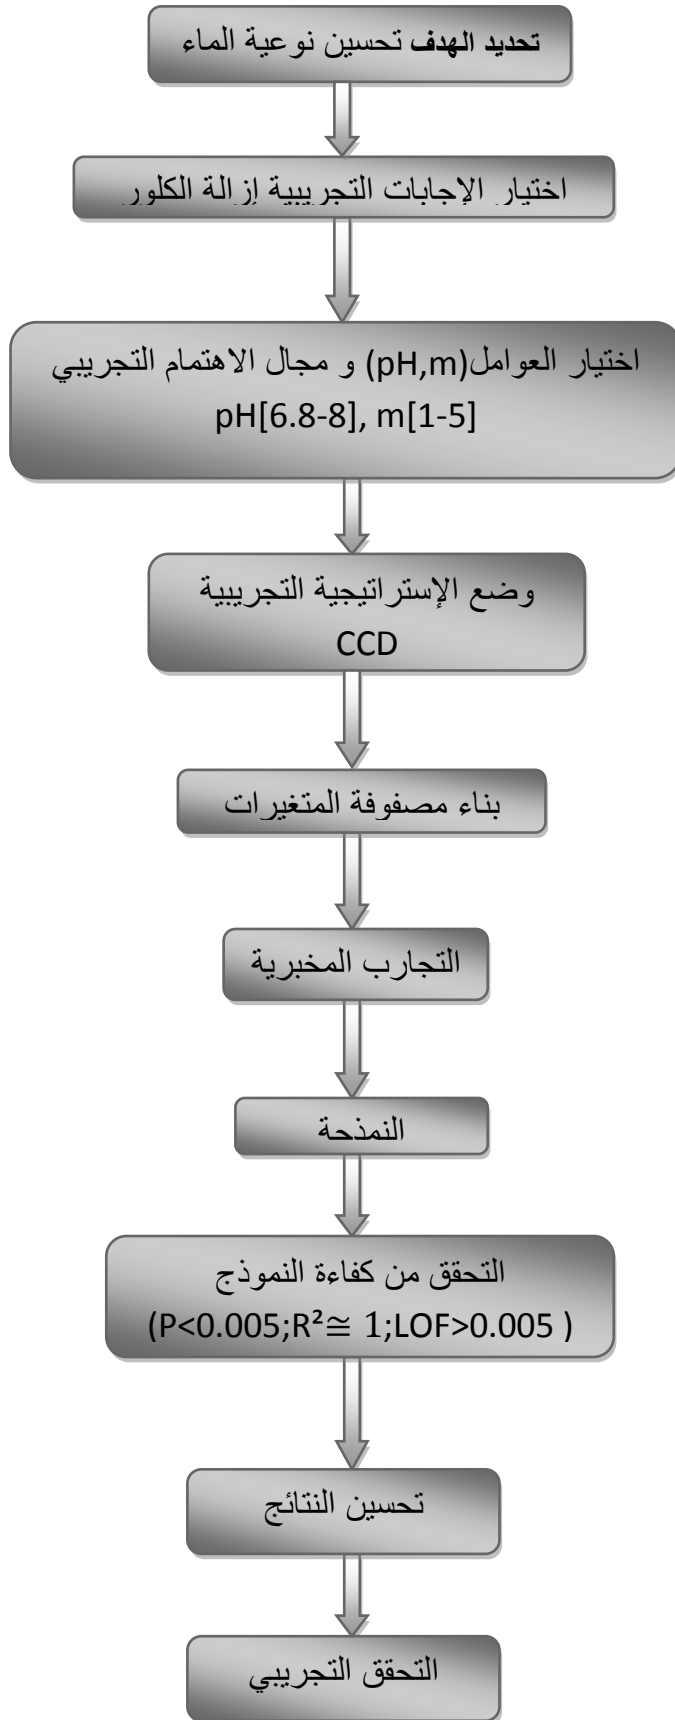 تحديد الهدف تحسين نوعية الماء
اختيار الإجابات التجريبية إزالة الكلور
اختيار العوامل(pH,m) و مجال الاهتمام التجريبي
pH[6.8-8], m[1-5]
وضع الإستراتيجية التجريبية
CCD
بناء مصفوفة المتغيرات
التجارب المخبرية
النمذجة
التحقق من كفاءة النموذج
(P<0.005;R²≅ 1;LOF>0.005 )
تحسين النتائج
التحقق التجريبي